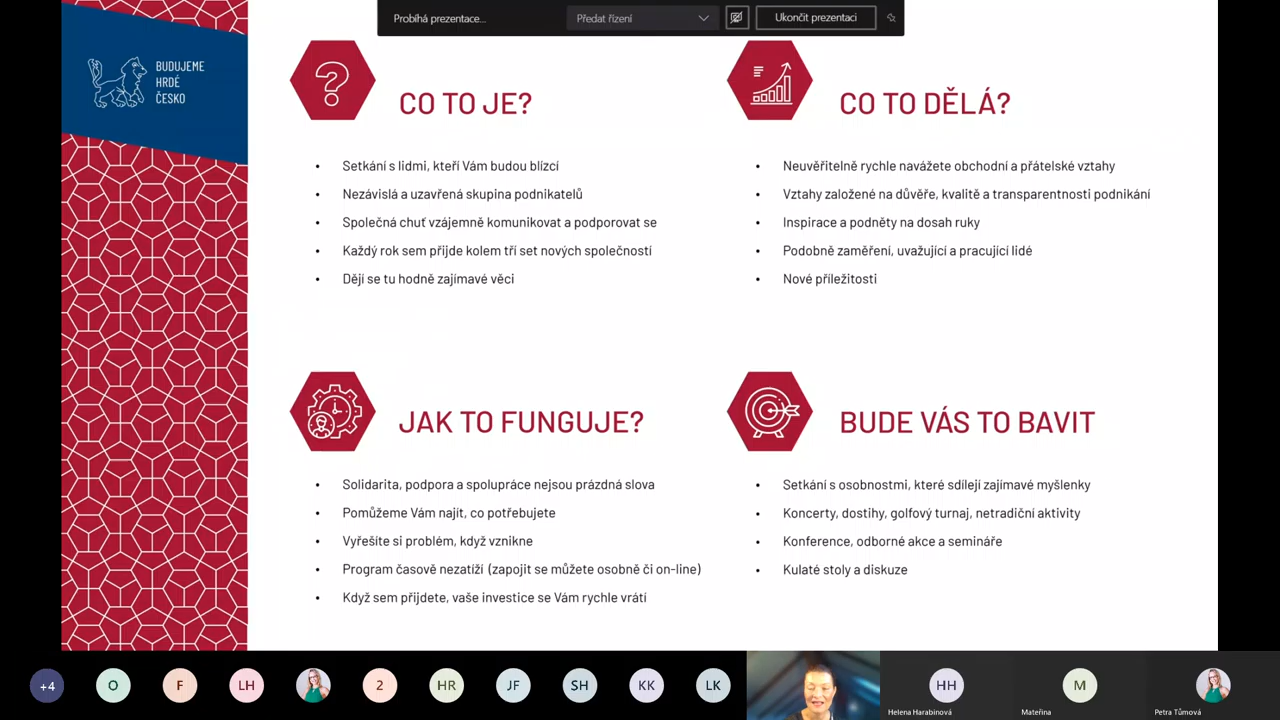 Probíhá prezentace...
Předat řízení
Ukončit prezentaci
BUDUJEME
HRDÉ
ČESKO
CO TO JE?
• Setkání s lidmi, kteří Vám budou blízcí
• Nezávislá a uzavřená skupina podnikatelů
• Společná chuť vzájemně komunikovat a podporovat se
• Každý rok sem přijde kolem tří set nových společností
• Dějí se tu hodně zajímavé věci
CO TO DĚLÁ?
• Neuvěřitelně rychle navážete obchodní a přátelské vztahy
• Vztahy založené na důvěře, kvalitě a transparentnosti podnikání
• Inspirace a podněty na dosah ruky
• Podobně zaměření, uvažující a pracující lidé
• Nové příležitosti
JAK TO FUNGUJE?
• Solidarita, podpora a spolupráce nejsou prázdná slova
• Pomůžeme Vám najít, co potřebujete
• Vyřešíte si problém, když vznikne
• Program časově nezatíží (zapojit se můžete osobně či on-line)
• Když sem přijdete, vaše investice se Vám rychle vrátí
BUDE VÁS TO BAVIT
• Setkání s osobnostmi, které sdílejí zajímavé myšlenky
• Koncerty, dostihy, golfový turnaj, netradiční aktivity
• Konference, odborné akce a semináře
• Kulaté stoly a diskuze
+4
O
F
LH
2
HR
JF
SH
KK
LK
HH
Helena Harabinová
M
Mateřina
Petra Tůmová